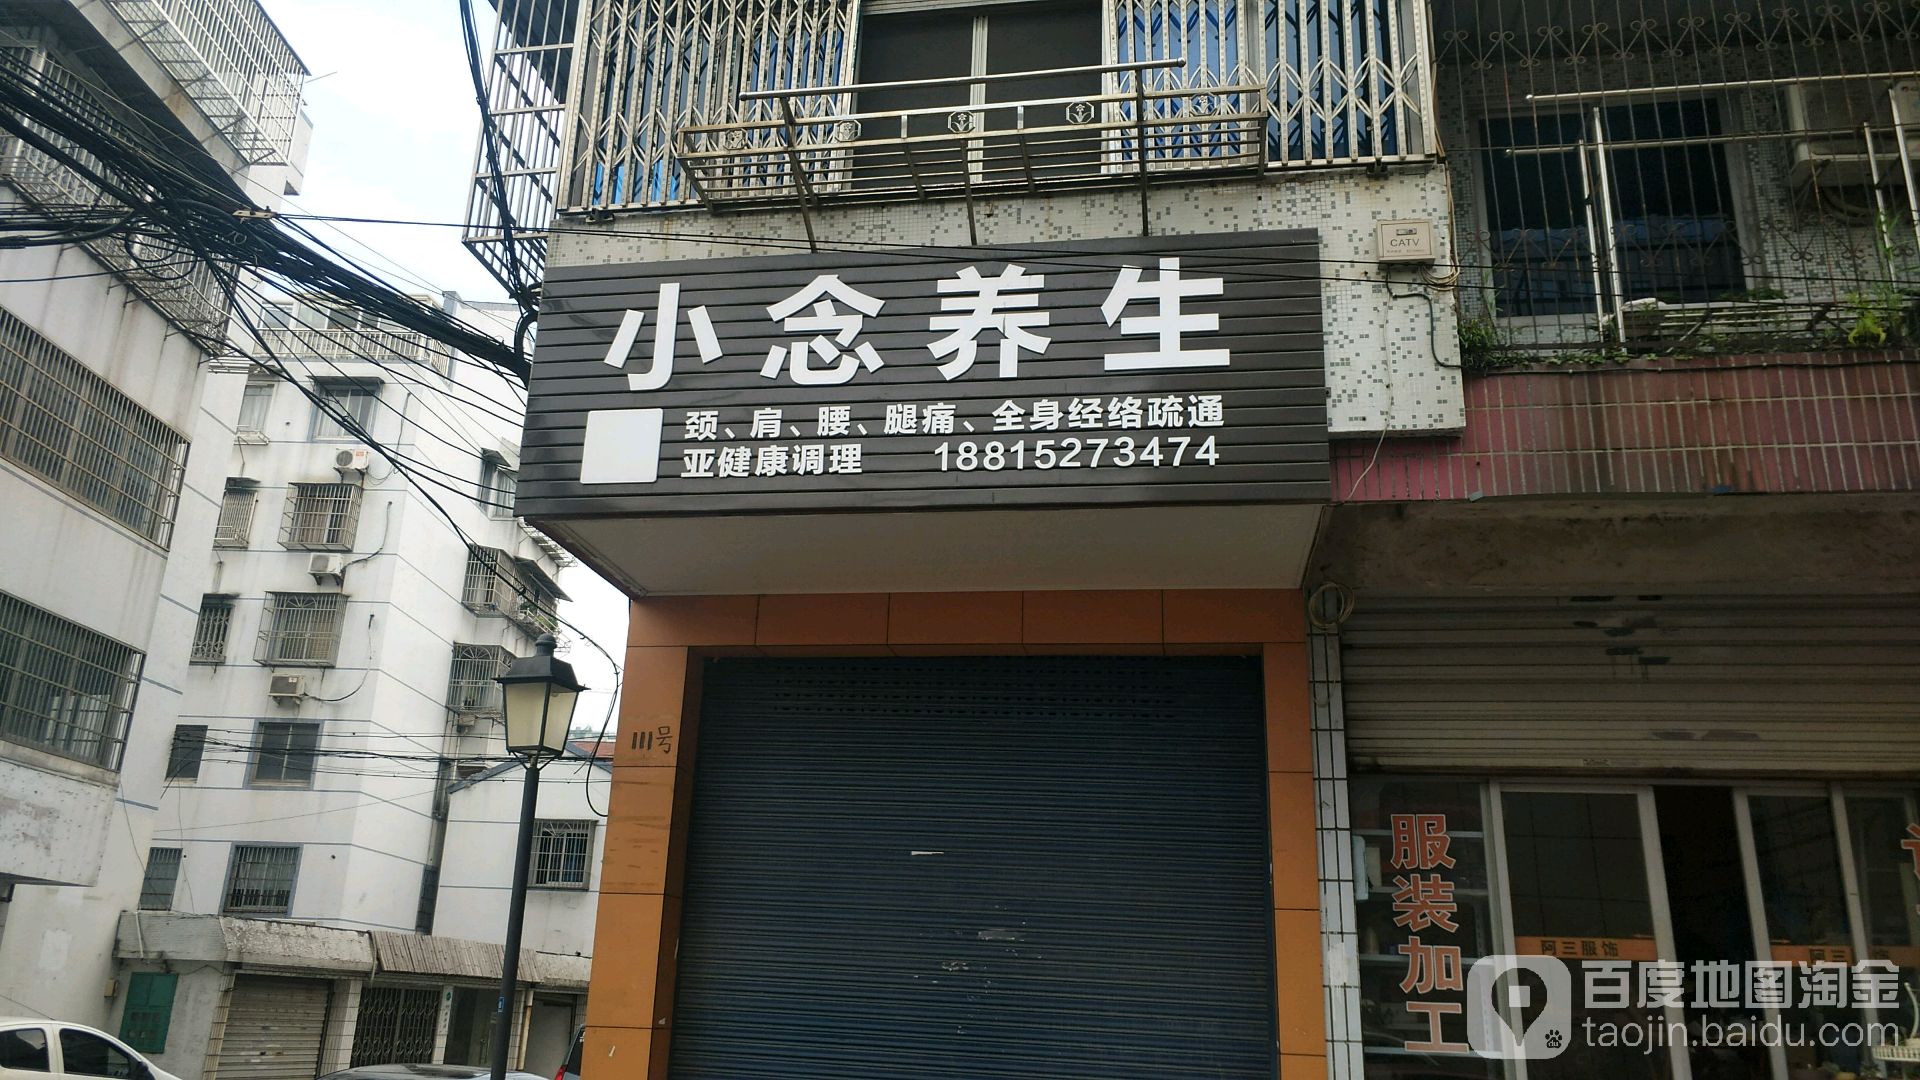 CATV
小念养生
颈、肩、腰、腿痛、全身经络疏通
亚健康调理 18815273474
111号
服装加工
阿三服饰
阿三
百度地图淘金
taojin.baidu.com